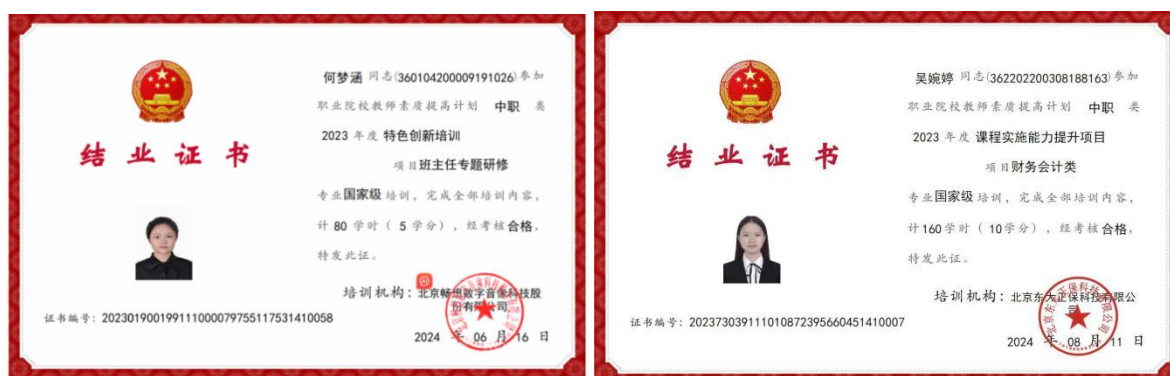 结业证书
何梦涵 同志(360104200009191026)参加
职业院校教师素质提高计划 中职 类
2023 年度 特色创新培训
项目 班主任专题研修
专业 国家级 培训，完成全部培训内容，
计 80 学时（ 5 学分），经考核 合格，
特发此证。
培训机构：北京畅想数字音像科技股
份有限公司
证书编号：20230190019911100007975511753141005​8
2024 年 06 月 16 日
结业证书
吴婉婷 同志(362202200308188163)参加
职业院校教师素质提高计划 中职 类
2023 年度 课程实施能力提升项目
项目 财务会计类
专业 国家级 培训，完成全部培训内容，
计160 学时（ 10学分），经考核 合格，
特发此证。
培训机构：北京东大正保科技有限公
司
证书编号：20237303911101087239566045141000​7
2024 年 08 月 11 日